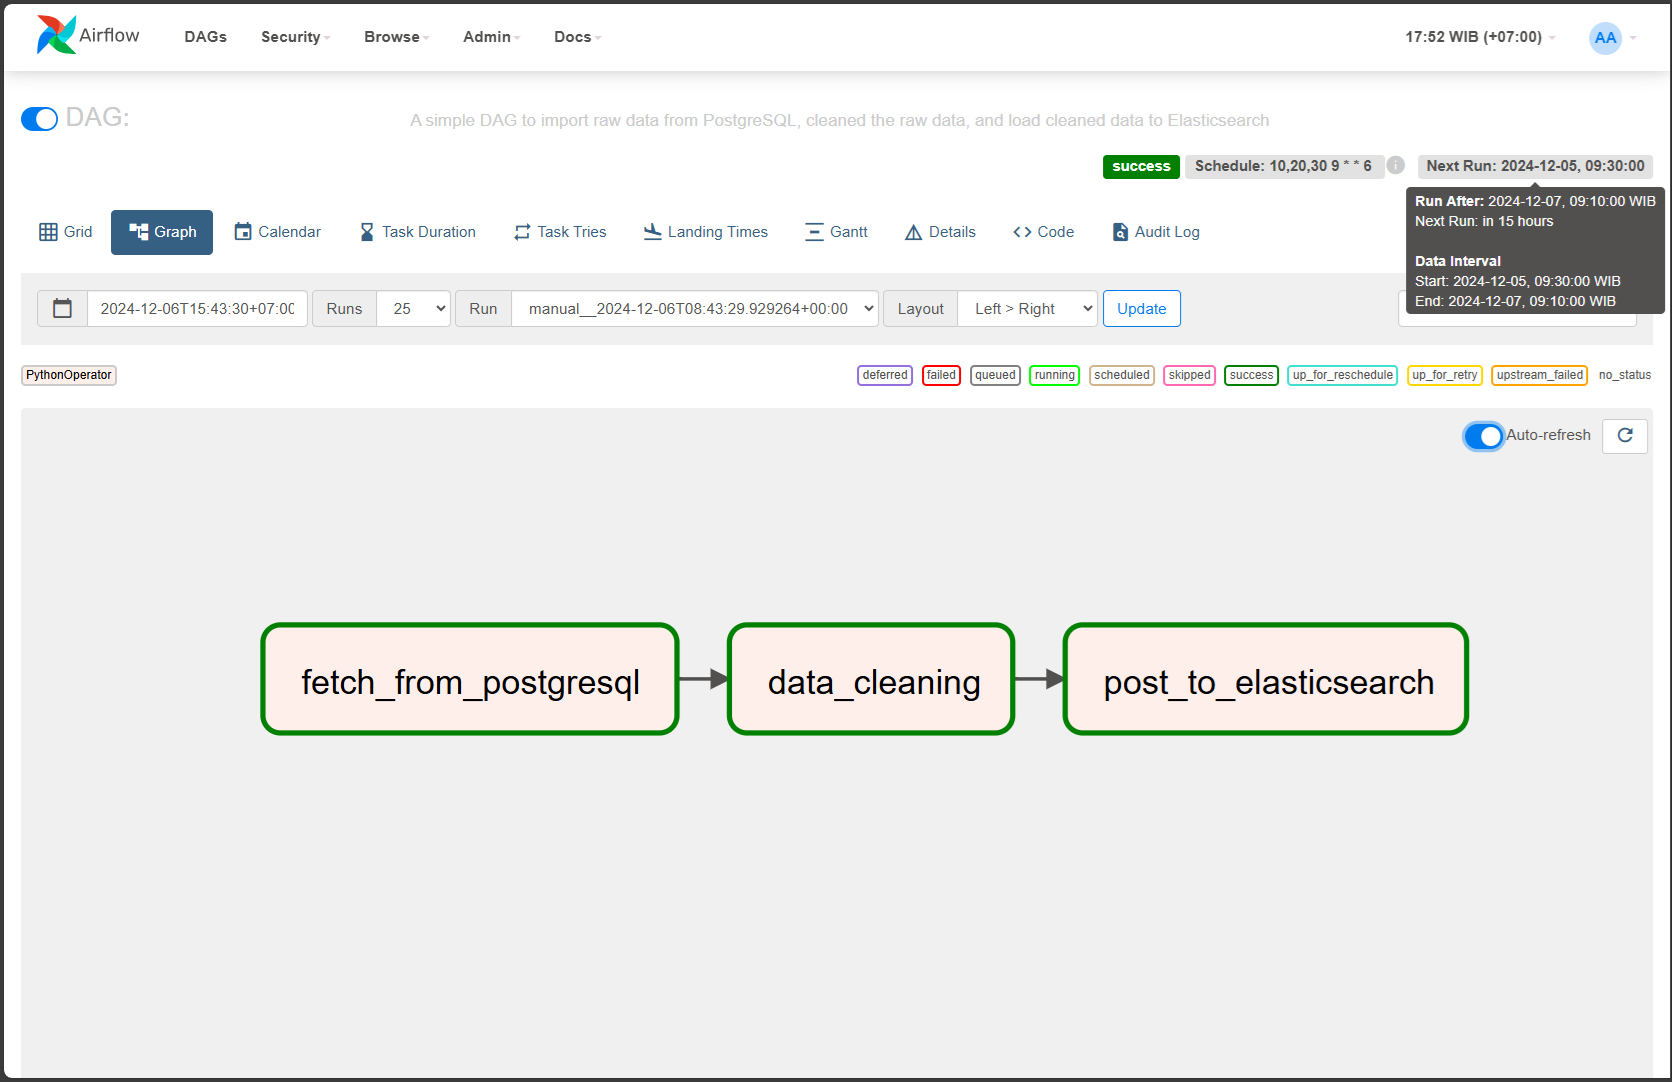 Airflow DAGs Security Browse Admin Docs 17:52 WIB (+07:00) AA
DAG: A simple DAG to import raw data from PostgreSQL, cleaned the raw data, and load cleaned data to Elasticsearch
success Schedule: 10,20,30 9 * * 6 i Next Run: 2024-12-05, 09:30:00
Run After: 2024-12-07, 09:10:00 WIB
Next Run: in 15 hours
Data Interval
Start: 2024-12-05, 09:30:00 WIB
End: 2024-12-07, 09:10:00 WIB
Grid Graph Calendar Task Duration Task Tries Landing Times Gantt Details Code Audit Log
2024-12-06T15:43:30+07:00 Runs 25 Run manual__2024-12-06T08:43:29.929264+00:00 Layout Left > Right Update
PythonOperator deferred failed queued running scheduled skipped success up_for_reschedule up_for_retry upstream_failed no_status
Auto-refresh
fetch_from_postgresql data_cleaning post_to_elasticsearch